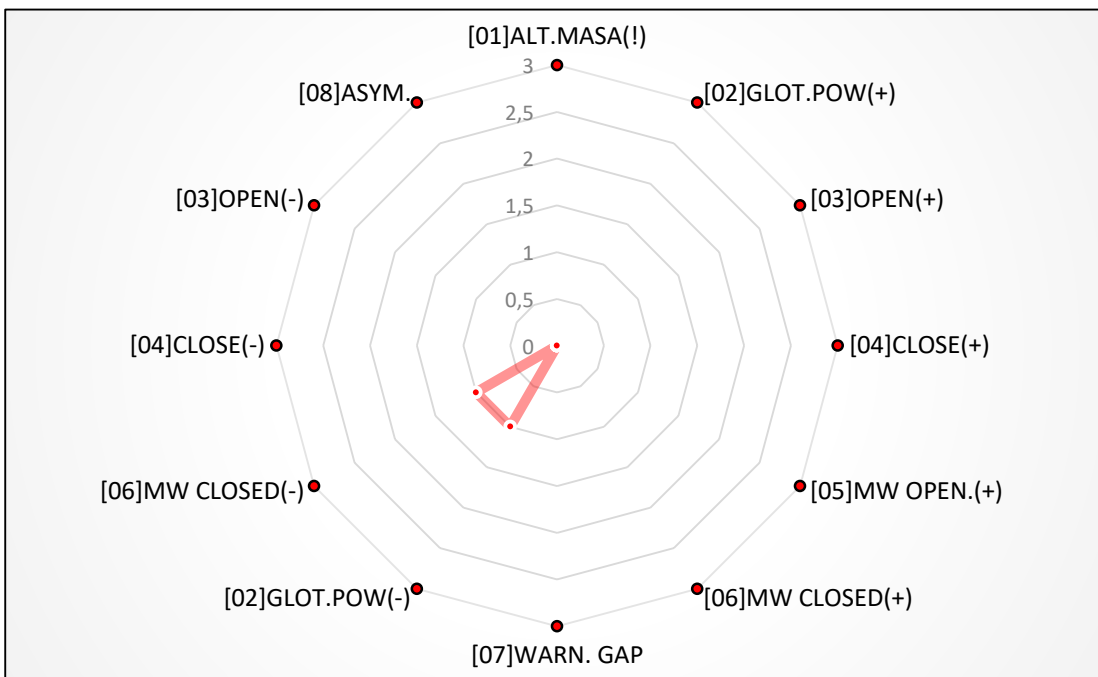 [01]ALT.MASA(!)
3
[08]ASYM.
[02]GLOT.POW(+)
2,5
2
[03]OPEN(-)
[03]OPEN(+)
1,5
1
0,5
[04]CLOSE(-)
0
[04]CLOSE(+)
[06]MW CLOSED(-)
[05]MW OPEN.(+)
[02]GLOT.POW(-)
[06]MW CLOSED(+)
[07]WARN. GAP